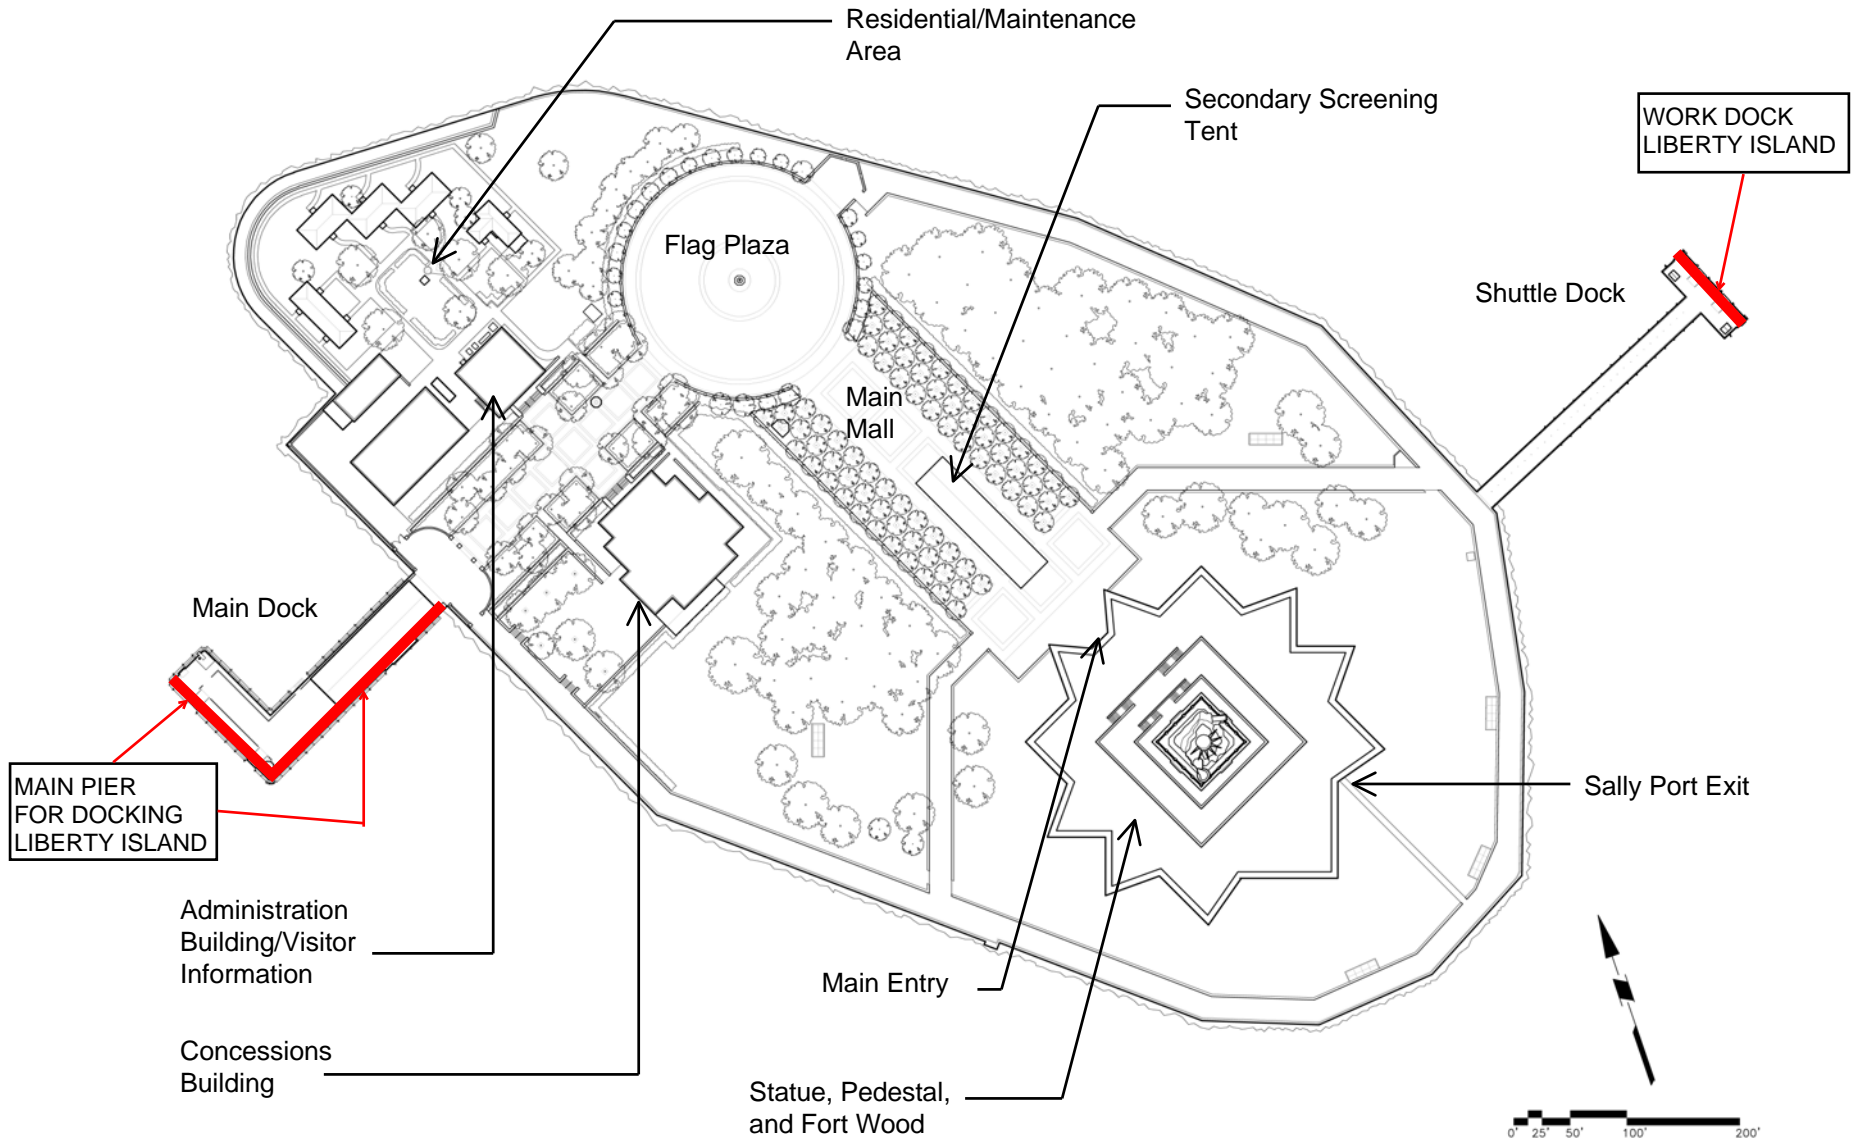 Residential/Maintenance
Area
Secondary Screening
Tent
WORK DOCK
LIBERTY ISLAND
Flag Plaza
Shuttle Dock
Main
Mall
Main Dock
MAIN PIER
FOR DOCKING
LIBERTY ISLAND
Sally Port Exit
Administration
Building/Visitor
Information
Main Entry
Concessions
Building
Statue, Pedestal,
and Fort Wood
0' 25' 50' 100' 200'